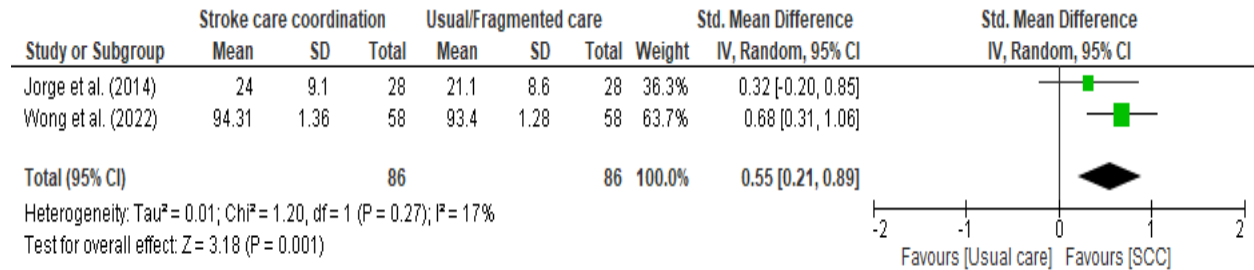 Stroke care coordination Usual/Fragmented care Std. Mean Difference Std. Mean Difference
Study or Subgroup Mean SD Total Mean SD Total Weight IV, Random, 95% CI IV, Random, 95% CI
Jorge et al. (2014) 24 9.1 28 21.1 8.6 28 36.3% 0.32 [-0.20, 0.85]
Wong et al. (2022) 94.31 1.36 58 93.4 1.28 58 63.7% 0.68 [0.31, 1.06]
Total (95% CI) 86 86 100.0% 0.55 [0.21, 0.89]
Heterogeneity: Tau² = 0.01; Chi² = 1.20, df = 1 (P = 0.27); I² = 17%
Test for overall effect: Z = 3.18 (P = 0.001)
-2 -1 0 1 2
Favours [Usual care] Favours [SCC]